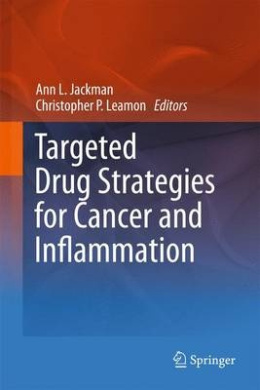 Ann L. Jackman
Christopher P. Leamon Editors
Targeted
Drug Strategies
for Cancer and
Inflammation
Springer